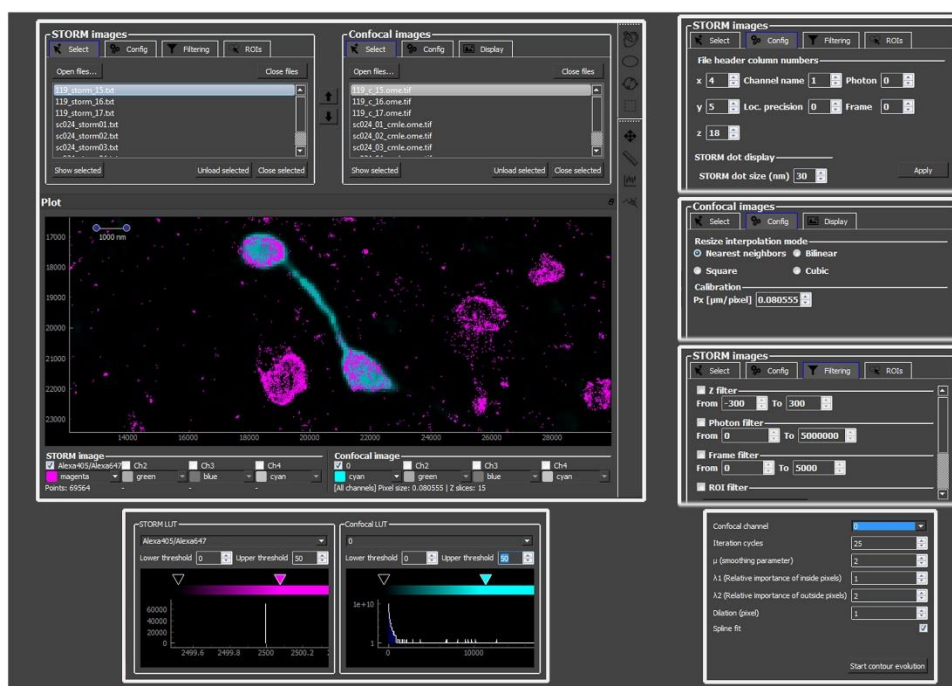 STORM images
Select Config Filtering ROIs
Open files... Close files
119_storm_15.txt
119_storm_16.txt
119_storm_17.txt
sc024_storm01.txt
sc024_storm02.txt
sc024_storm03.txt
Show selected Unload selected Close selected
Confocal images
Select Config Display
Open files... Close files
119_c_15.ome.tif
119_c_16.ome.tif
119_c_17.ome.tif
sc024_01_cmle.ome.tif
sc024_02_cmle.ome.tif
sc024_03_cmle.ome.tif
Show selected Unload selected Close selected
Plot
1000 nm
17000
18000
19000
20000
21000
22000
23000
14000 16000 18000 20000 22000 24000 26000 28000
STORM image
Alexa405/Alexa647 Ch2 Ch3 Ch4
magenta green blue cyan
Points: 69564 - - -
Confocal image
0 Ch2 Ch3 Ch4
cyan green blue cyan
[All channels] Pixel size: 0.080555 | Z slices: 15
STORM LUT
Alexa405/Alexa647
Lower threshold 0 Upper threshold 50
60000
40000
20000
0
2499.6 2499.8 2500 2500.2
Confocal LUT
0
Lower threshold 0 Upper threshold 50
1e+10
1
0 10000
STORM images
Select Config Filtering ROIs
File header column numbers
x 4 Channel name 1 Photon 0
y 5 Loc. precision 0 Frame 0
z 18
STORM dot display
STORM dot size (nm) 30 Apply
Confocal images
Select Config Display
Resize interpolation mode
Nearest neighbors Bilinear
Square Cubic
Calibration
Px [µm/pixel] 0.080555
STORM images
Select Config Filtering ROIs
Z filter
From -300 To 300
Photon filter
From 0 To 5000000
Frame filter
From 0 To 5000
ROI filter
Confocal channel 0
Iteration cycles 25
µ (smoothing parameter) 2
λ1 (Relative importance of inside pixels) 1
λ2 (Relative importance of outside pixels) 2
Dilation (pixel) 1
Spline fit
Start contour evolution